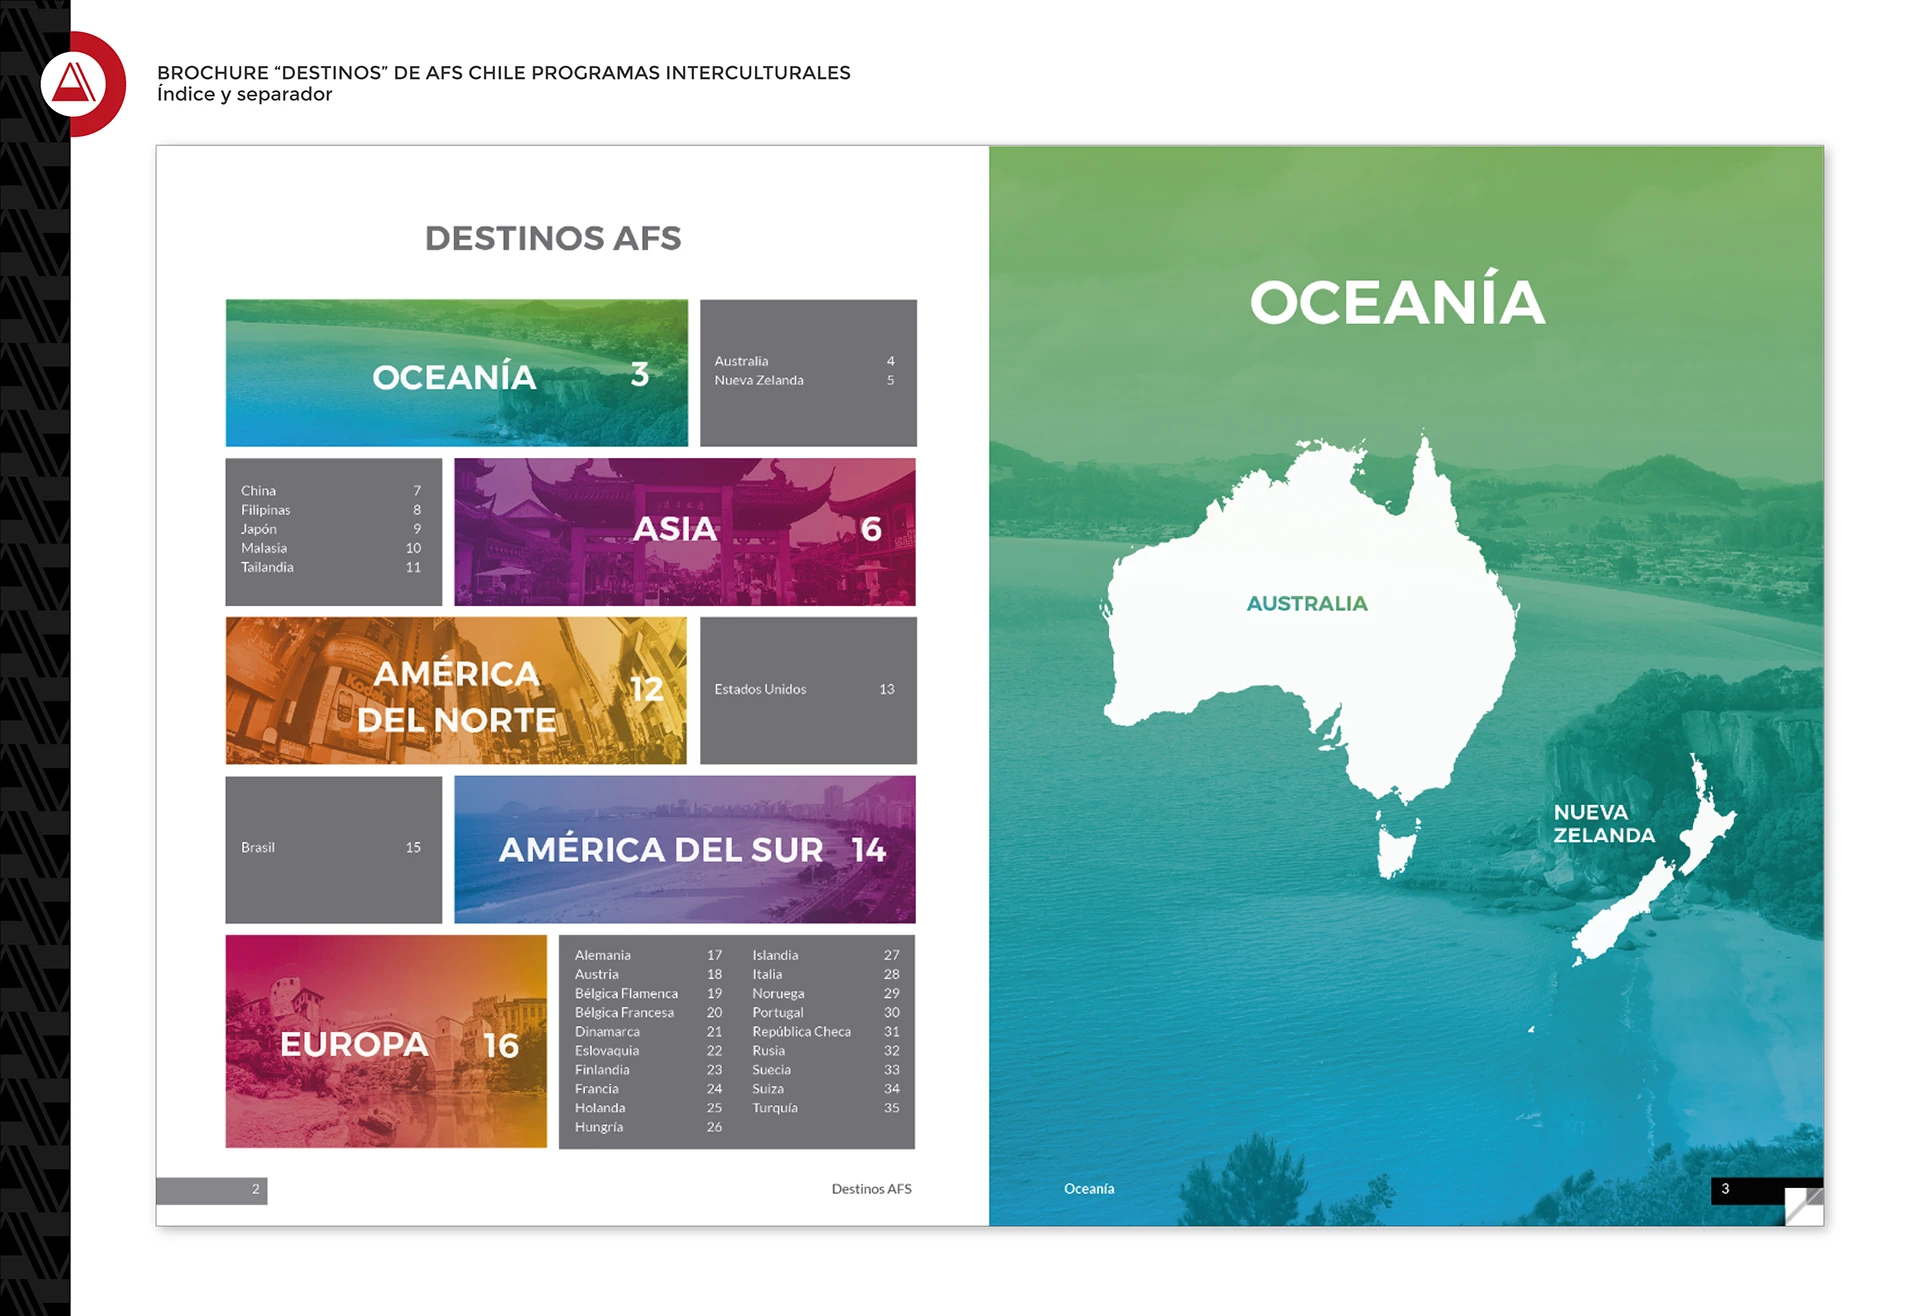 BROCHURE “DESTINOS” DE AFS CHILE PROGRAMAS INTERCULTURALES
Índice y separador
DESTINOS AFS
OCEANÍA 3
Australia 4
Nueva Zelanda 5
China 7
Filipinas 8
Japón 9
Malasia 10
Tailandia 11
ASIA 6
AMÉRICA
DEL NORTE
12
Estados Unidos 13
Brasil 15
AMÉRICA DEL SUR 14
EUROPA 16
Alemania 17
Austria 18
Bélgica Flamenca 19
Bélgica Francesa 20
Dinamarca 21
Eslovaquia 22
Finlandia 23
Francia 24
Holanda 25
Hungría 26
Islandia 27
Italia 28
Noruega 29
Portugal 30
República Checa 31
Rusia 32
Suecia 33
Suiza 34
Turquía 35
2
Destinos AFS
OCEANÍA
AUSTRALIA
NUEVA
ZELANDA
Oceanía
3
Kodak